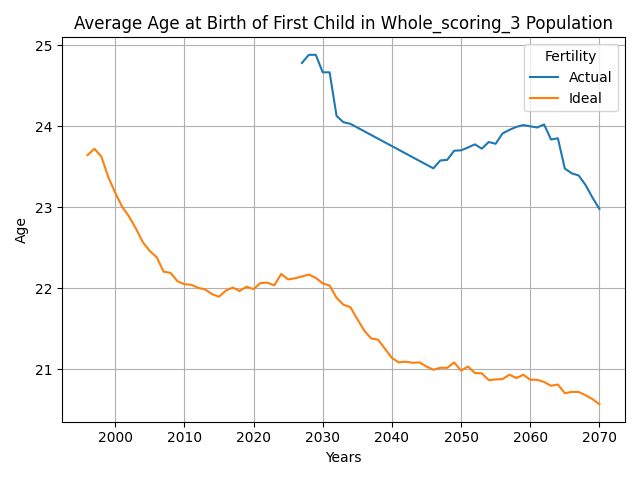 Average Age at Birth of First Child in Whole_scoring_3 Population
Fertility
Actual
Ideal
25
24
23
22
21
Age
2000 2010 2020 2030 2040 2050 2060 2070
Years